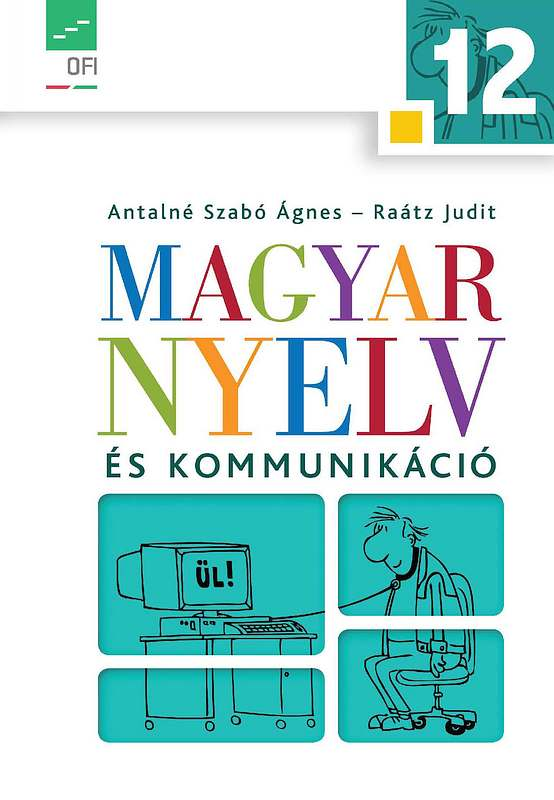 OFI
12
Antalné Szabó Ágnes – Raátz Judit
MAGYAR
NYELV
ÉS KOMMUNIKÁCIÓ
ÜL!